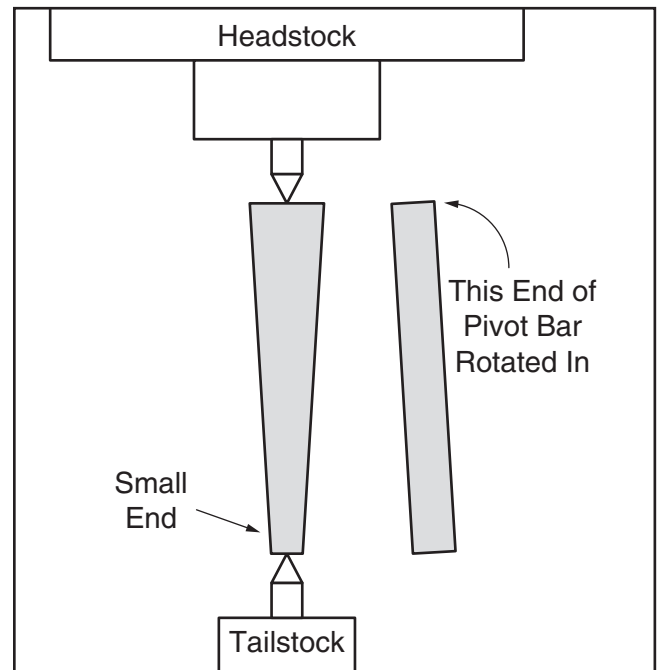 Headstock
This End of
Pivot Bar
Rotated In
Small
End
Tailstock